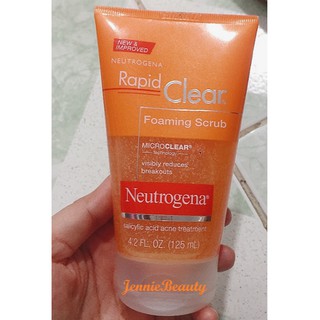 NEW &
IMPROVED
NEUTROGENA
Rapid Clear.
Foaming Scrub
MICROCLEAR®
technology
visibly reduces
breakouts
Neutrogena®
salicylic acid acne treatment
4.2 FL. OZ. (125 mL)
JennieBeauty